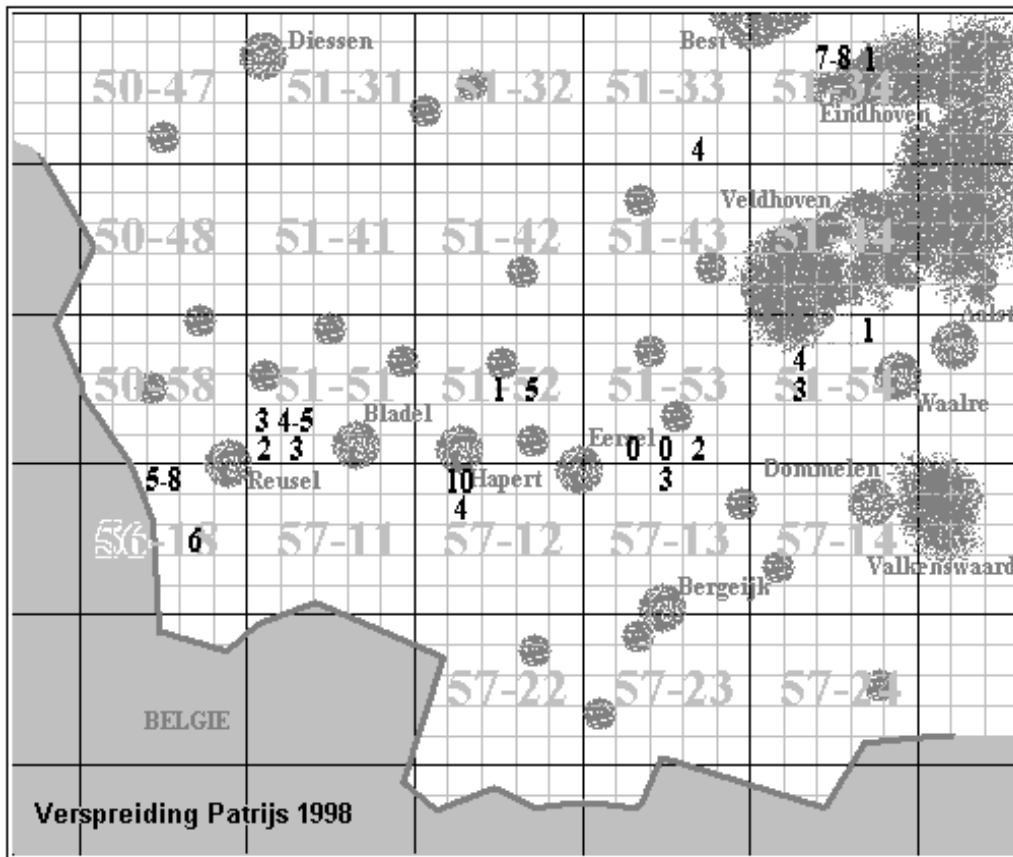 Diessen
Best
7-8 1
50-47 51-31 51-32 51-33 51-34
Eindhoven
4
Veldhoven
50-48 51-41 51-42 51-43 51-44
Aalst
1
4
50-58 51-51 51-52 51-53 51-54
1 5
3
Waalre
Bladel
3 4-5
Eersel
2 3
0 0 2
Dommelen
5-8
Reusel
10
Hapert
3
4
56-18 57-11 57-12 57-13 57-14
6
Valkenswaard
Bergeijk
57-22 57-23 57-24
BELGIE
Verspreiding Patrijs 1998